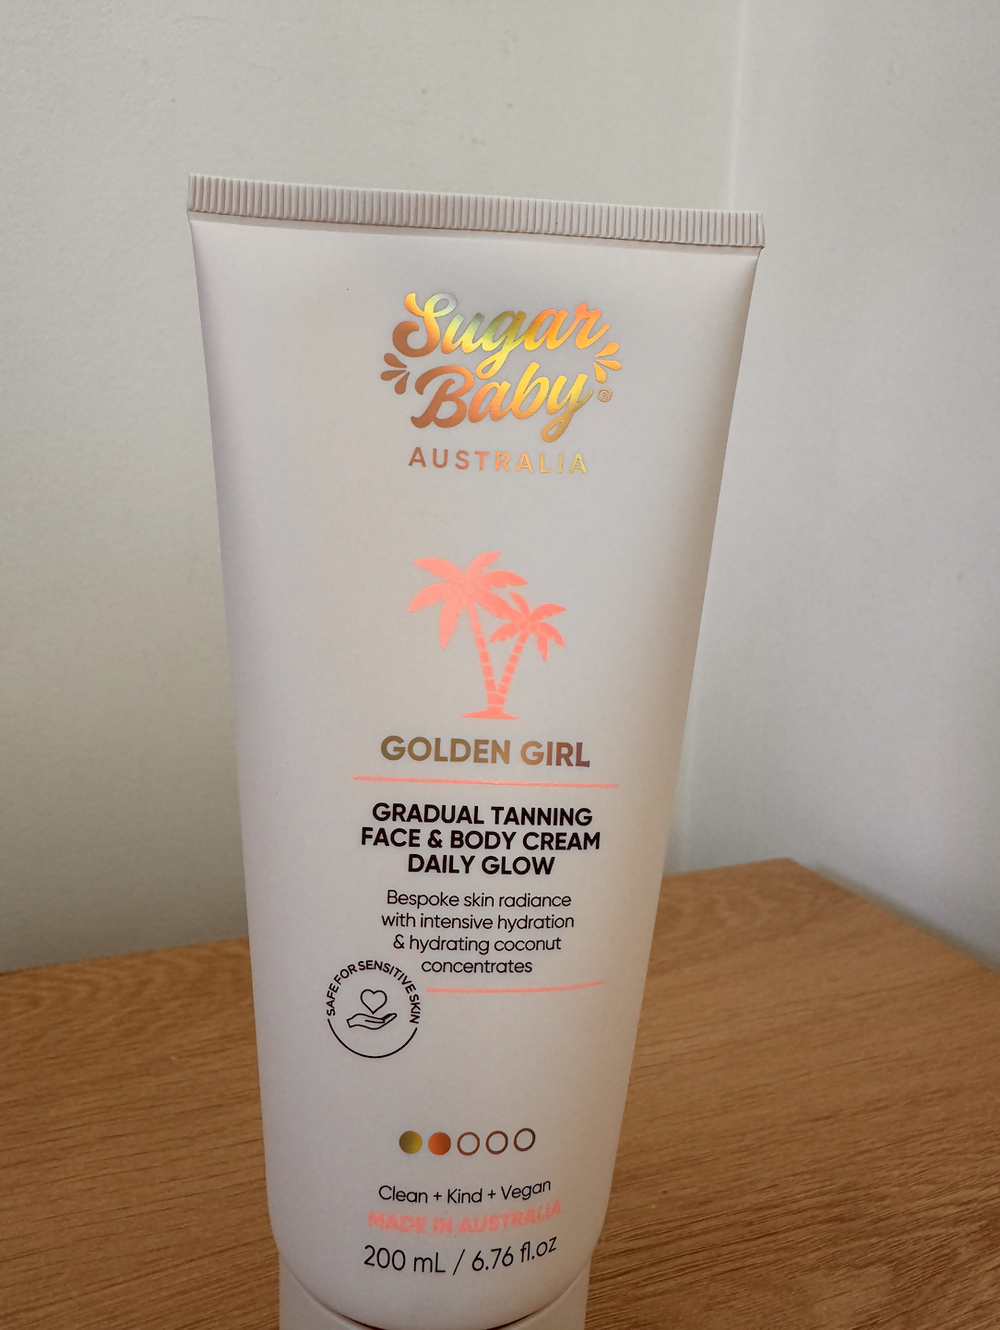 Sugar
Baby®
AUSTRALIA
GOLDEN GIRL
GRADUAL TANNING
FACE & BODY CREAM
DAILY GLOW
Bespoke skin radiance
with intensive hydration
& hydrating coconut
concentrates
SAFE FOR SENSITIVE SKIN
Clean + Kind + Vegan
MADE IN AUSTRALIA
200 mL / 6.76 fl.oz